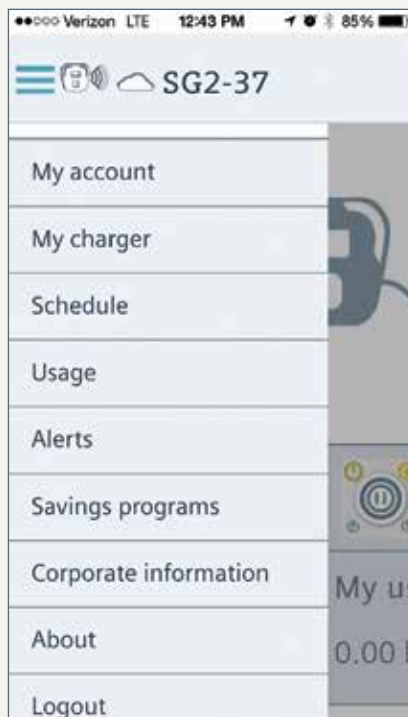 Verizon LTE 12:43 PM 85%
SG2-37
My account
My charger
Schedule
Usage
Alerts
Savings programs
Corporate information
My
About
0.00
Logout